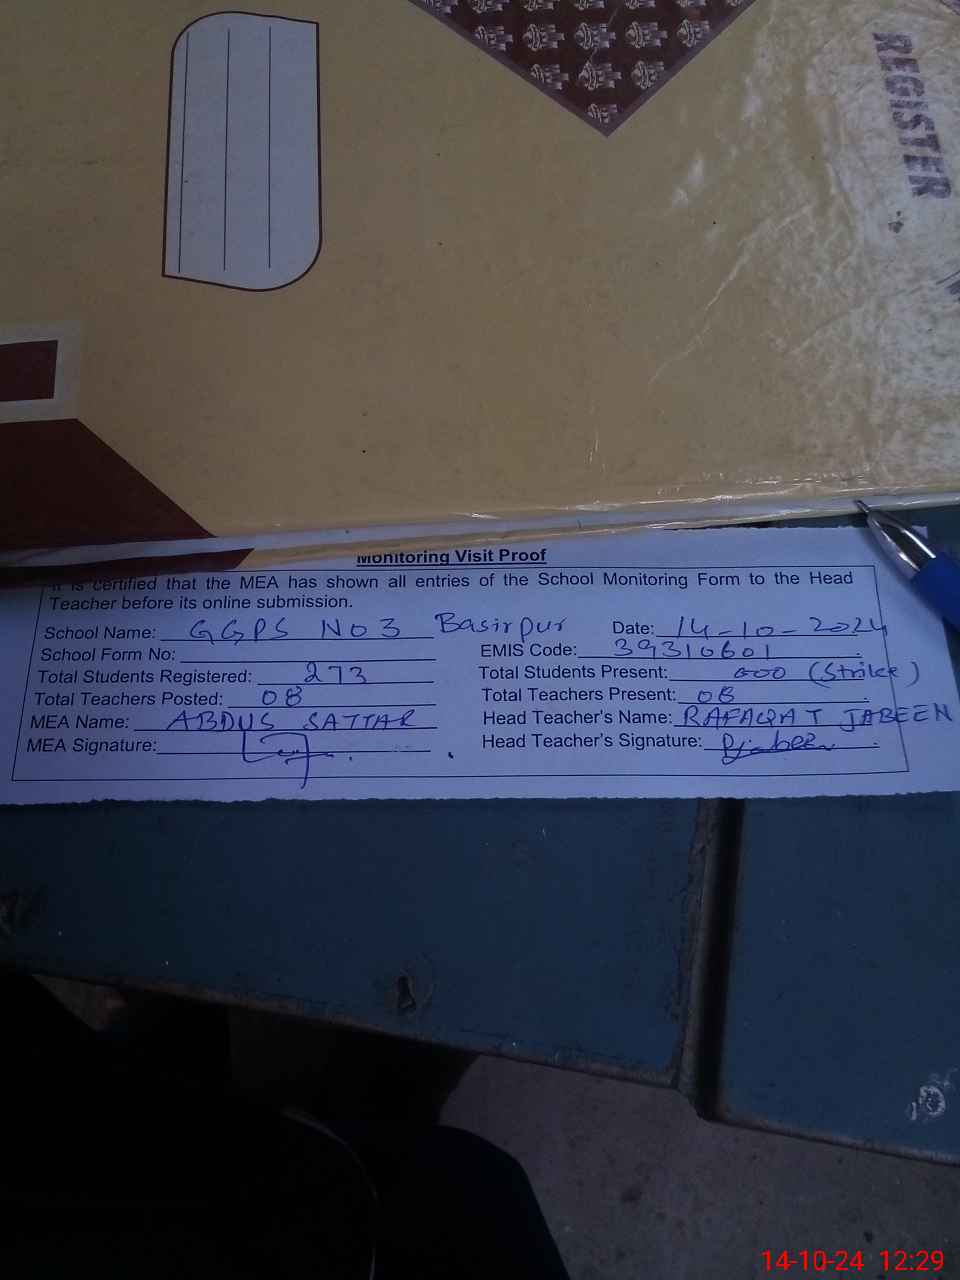 REGISTER
Monitoring Visit Proof
It is certified that the MEA has shown all entries of the School Monitoring Form to the Head
Teacher before its online submission.
School Name: GGPS NO 3 Basirpur Date: 14-10-2024
School Form No: EMIS Code: 39310601
Total Students Registered: 273 Total Students Present: 000 (Strike)
Total Teachers Posted: 08 Total Teachers Present: 08
MEA Name: ABDUS SATTAR Head Teacher's Name: RAFAQAT JABEEN
MEA Signature: Head Teacher's Signature: Rjabeen
14-10-24 12:29